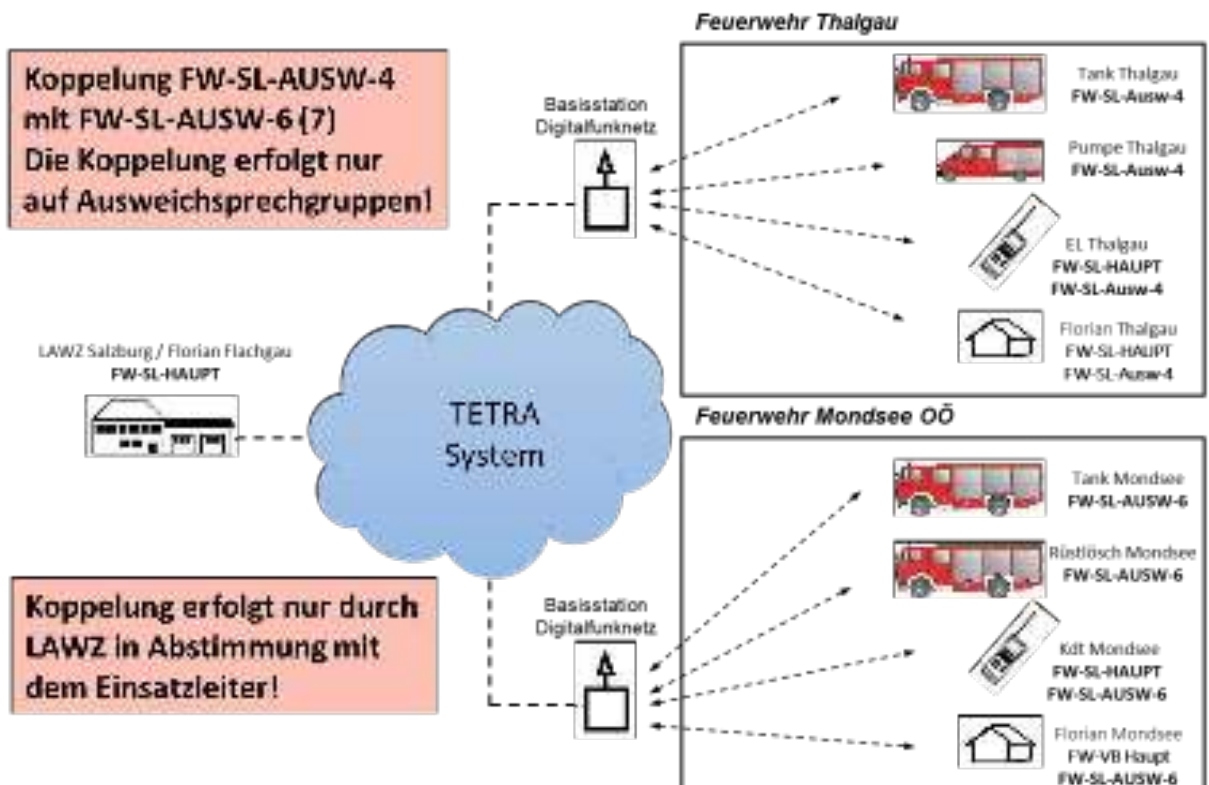 Feuerwehr Thalgau
Koppelung FW-SL-AUSW-4
mit FW-SL-AUSW-6 (7)
Die Koppelung erfolgt nur
auf Ausweichsprechgruppen!
Basisstation
Digitalfunknetz
Tank Thalgau
FW-SL-Ausw-4
Pumpe Thalgau
FW-SL-Ausw-4
EL Thalgau
FW-SL-HAUPT
FW-SL-Ausw-4
Florian Thalgau
FW-SL-HAUPT
FW-SL-Ausw-4
LAWZ Salzburg / Florian Flachgau
FW-SL-HAUPT
TETRA
System
Feuerwehr Mondsee OÖ
Tank Mondsee
FW-SL-AUSW-6
Rüstlösch Mondsee
FW-SL-AUSW-6
Kdt Mondsee
FW-SL-HAUPT
FW-SL-AUSW-6
Florian Mondsee
FW-VB Haupt
FW-SL-AUSW-6
Basisstation
Digitalfunknetz
Koppelung erfolgt nur durch
LAWZ in Abstimmung mit
dem Einsatzleiter!